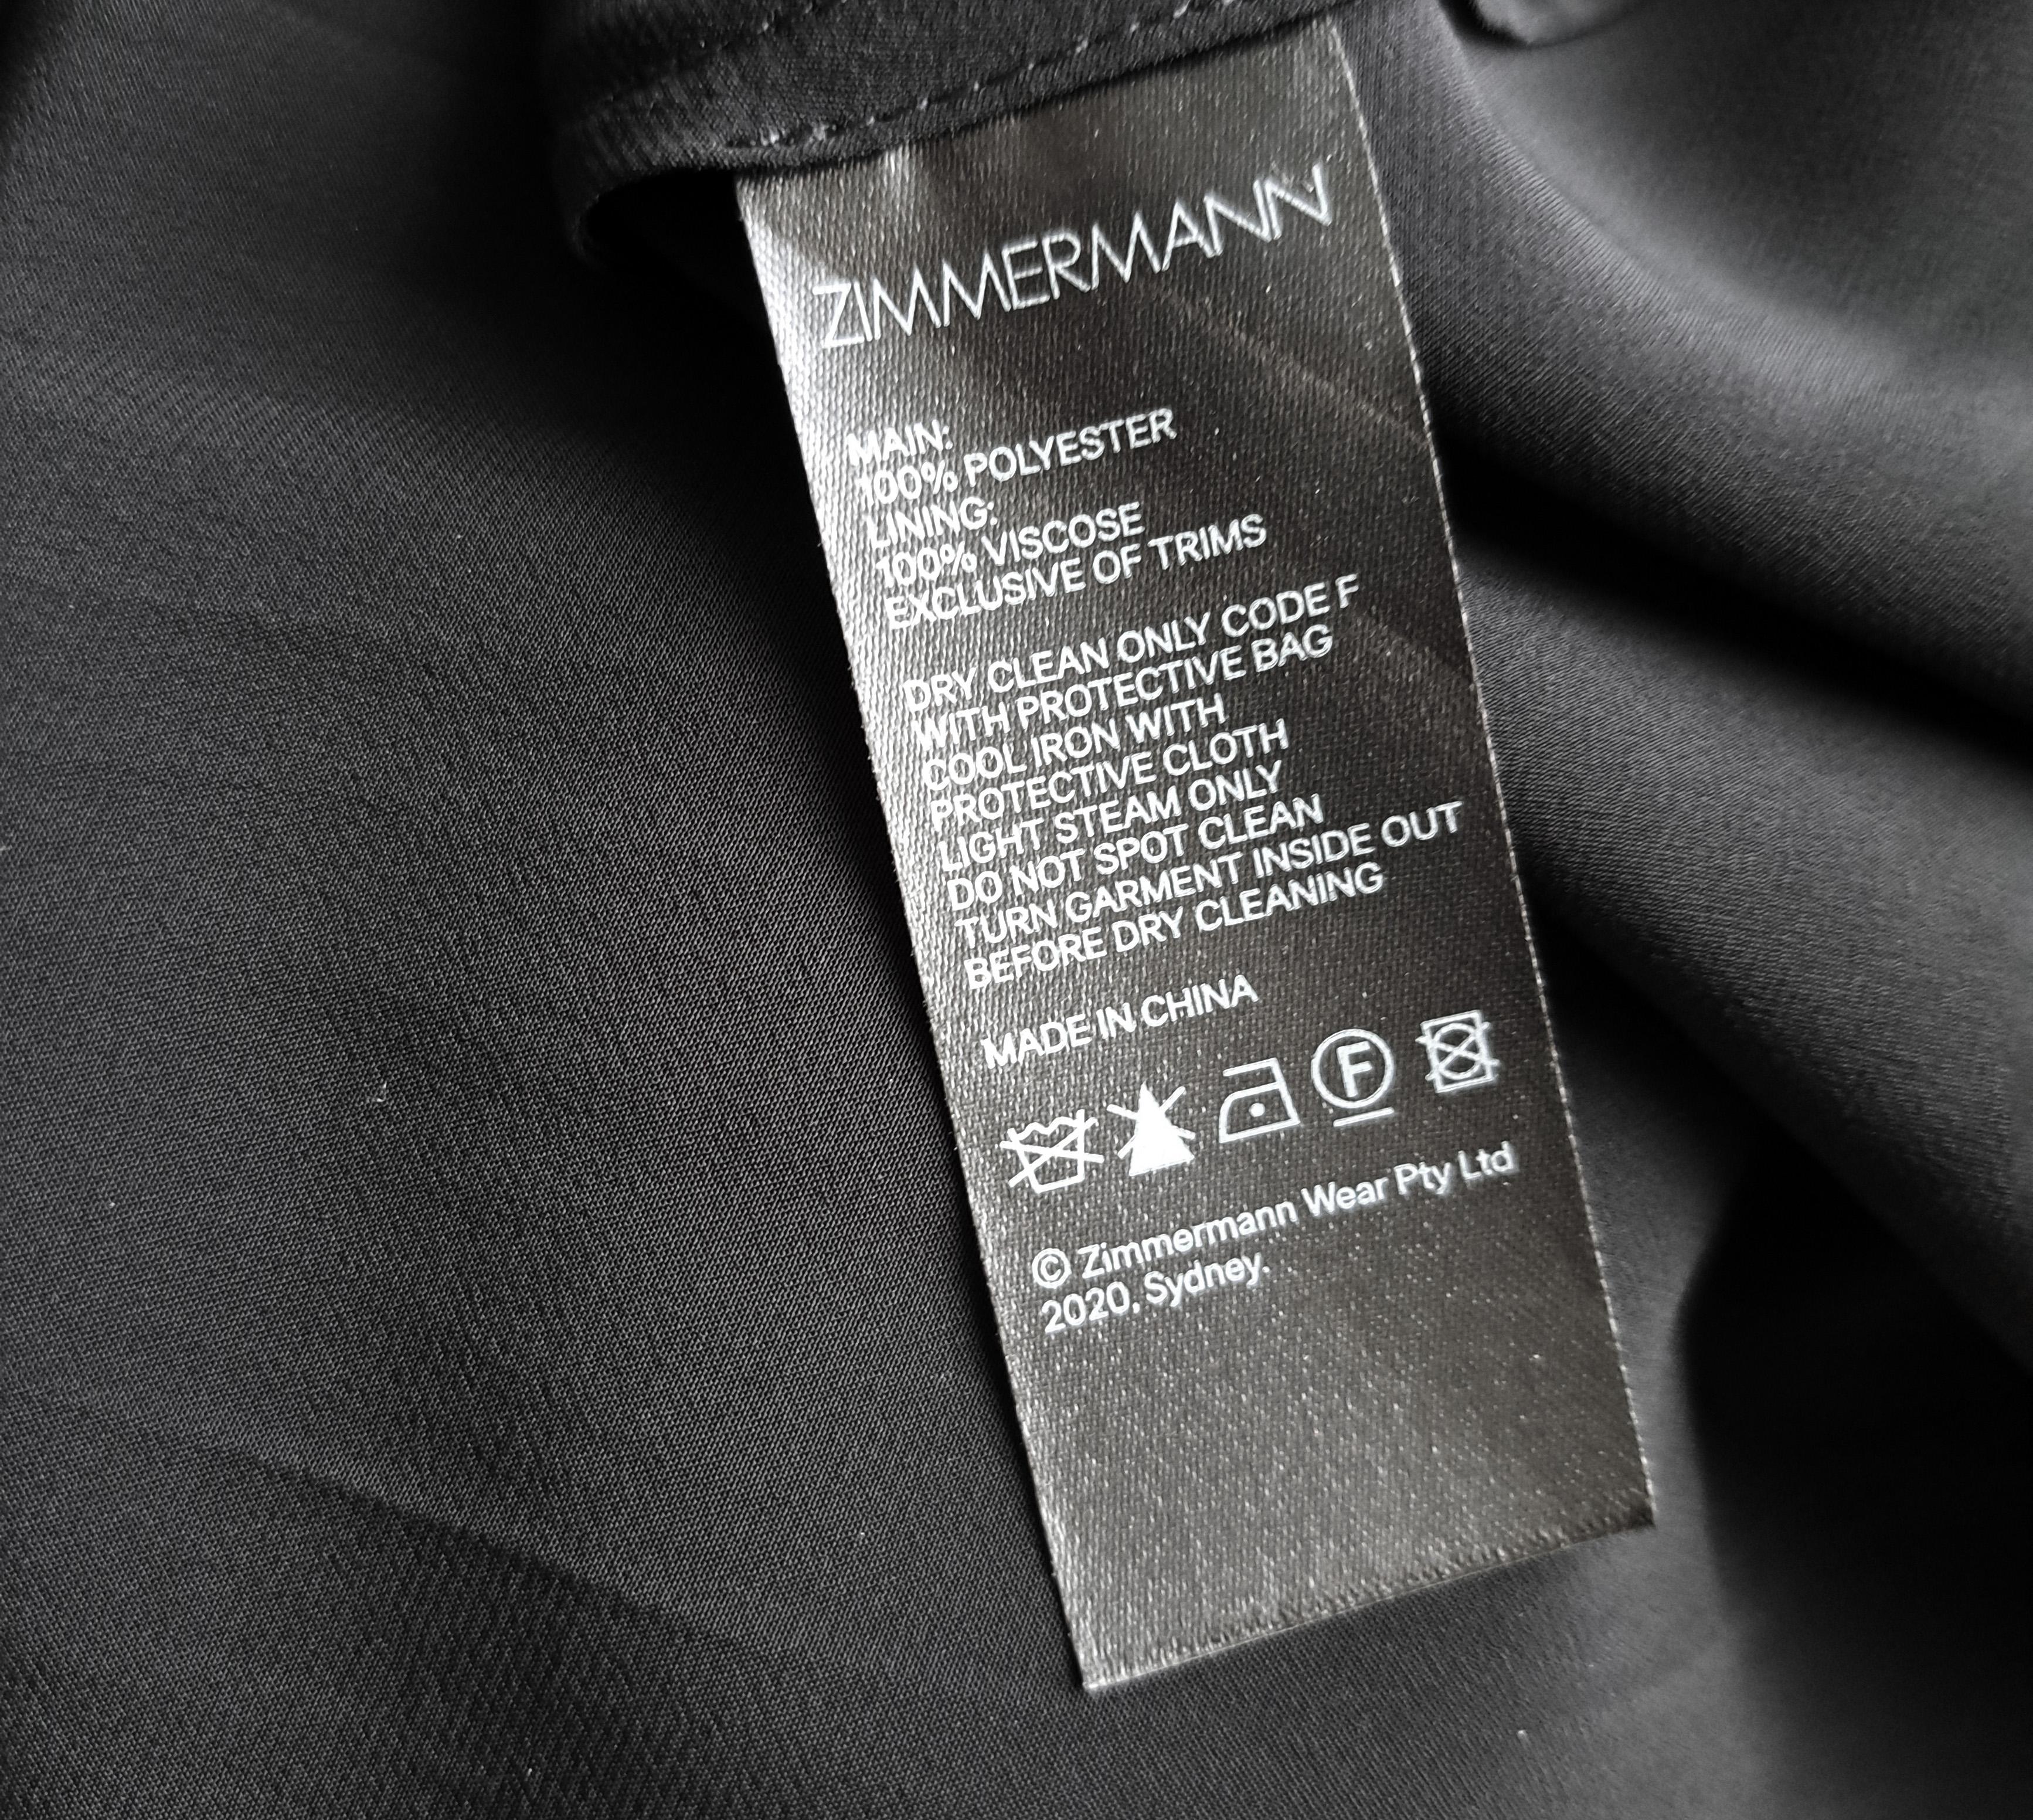 ZIMMERMANN
MAIN:
100% POLYESTER
LINING:
100% VISCOSE
EXCLUSIVE OF TRIMS
DRY CLEAN ONLY CODE F
WITH PROTECTIVE BAG
COOL IRON WITH
PROTECTIVE CLOTH
LIGHT STEAM ONLY
DO NOT SPOT CLEAN
TURN GARMENT INSIDE OUT
BEFORE DRY CLEANING
MADE IN CHINA
F
© Zimmermann Wear Pty Ltd
2020, Sydney.